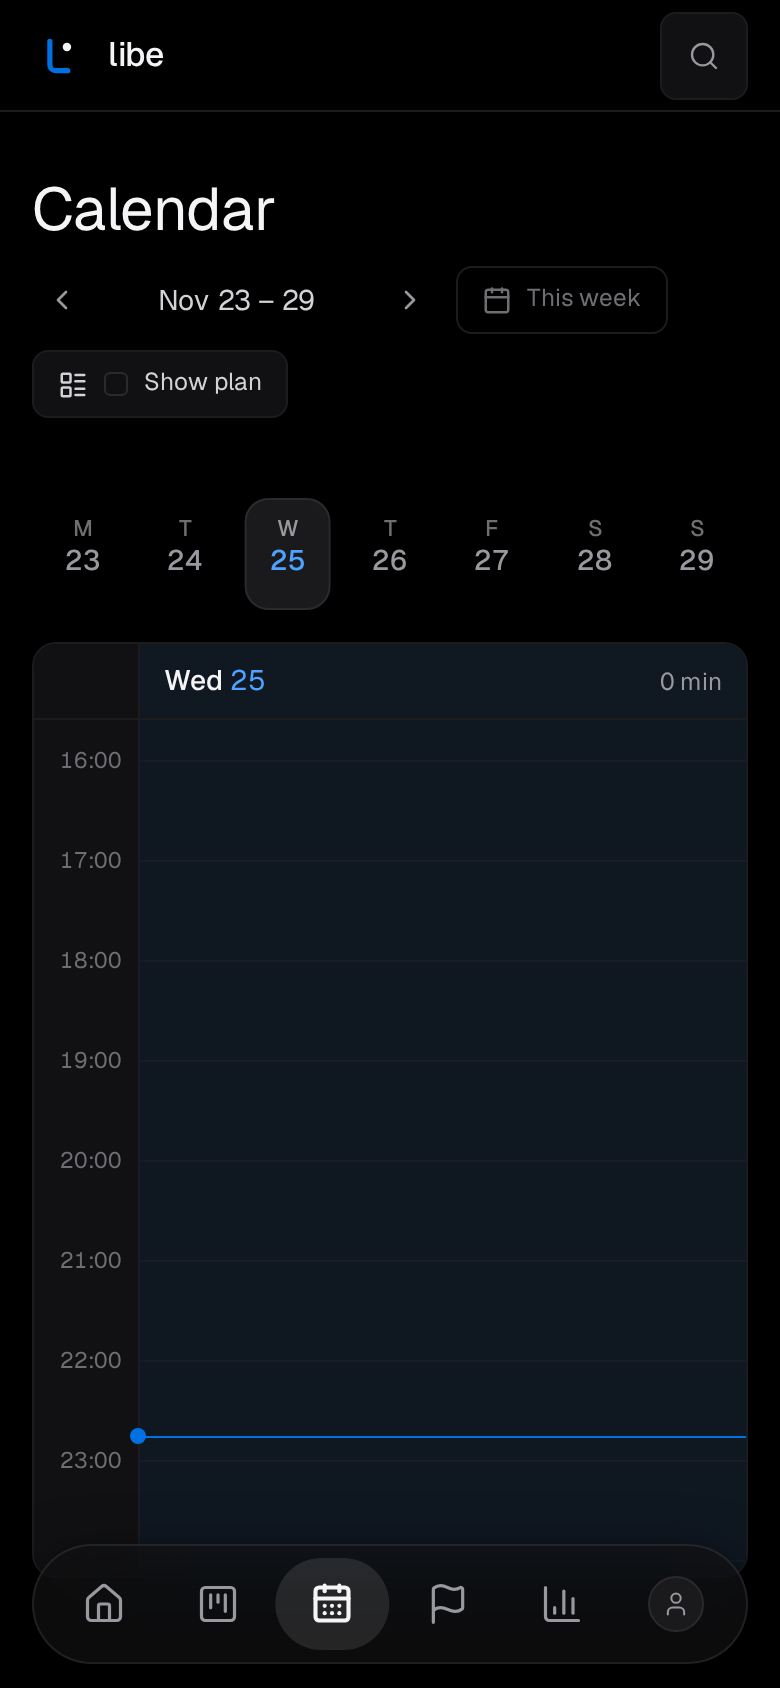 libe
Calendar
Nov 23 – 29
This week
Show plan
M T W T F S S
23 24 25 26 27 28 29
Wed 25 0 min
16:00
17:00
18:00
19:00
20:00
21:00
22:00
23:00